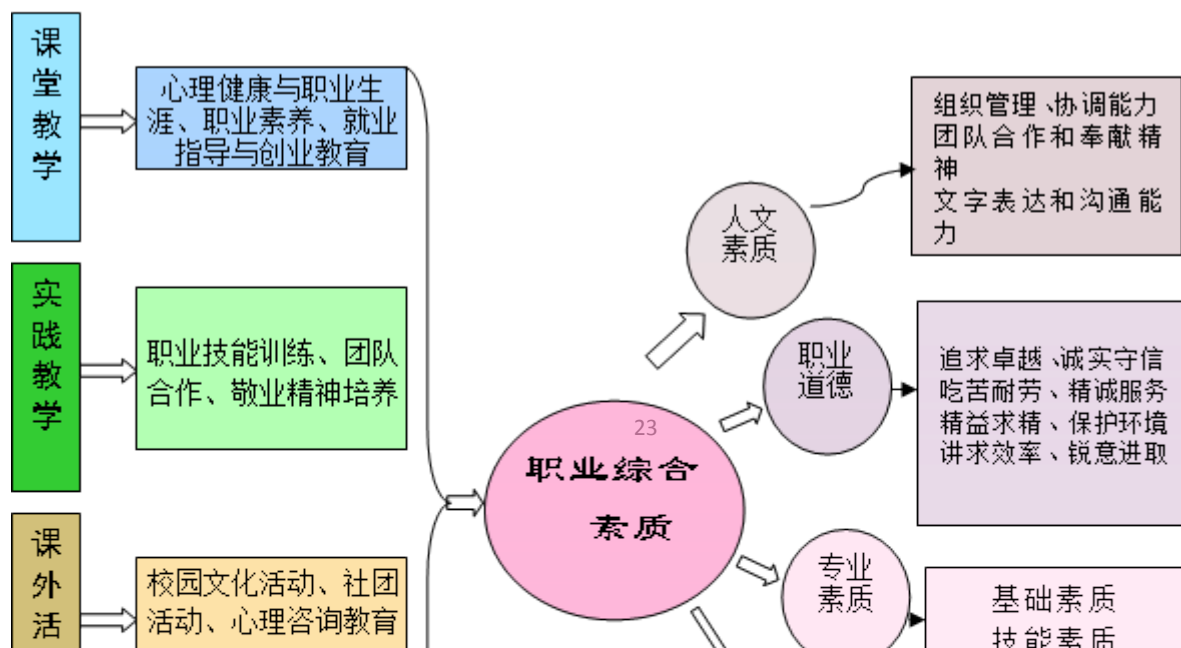 课
堂
教
学
心理健康与职业生
涯、职业素养、就业
指导与创业教育
实
践
教
学
职业技能训练、团队
合作、敬业精神培养
课
外
活
校园文化活动、社团
活动、心理咨询教育
23
职业综合
素质
人文
素质
组织管理、协调能力
团队合作和奉献精
神
文字表达和沟通能
力
职业
道德
追求卓越、诚实守信
吃苦耐劳、精诚服务
精益求精、保护环境
讲求效率、锐意进取
专业
素质
基础素质
技能素质